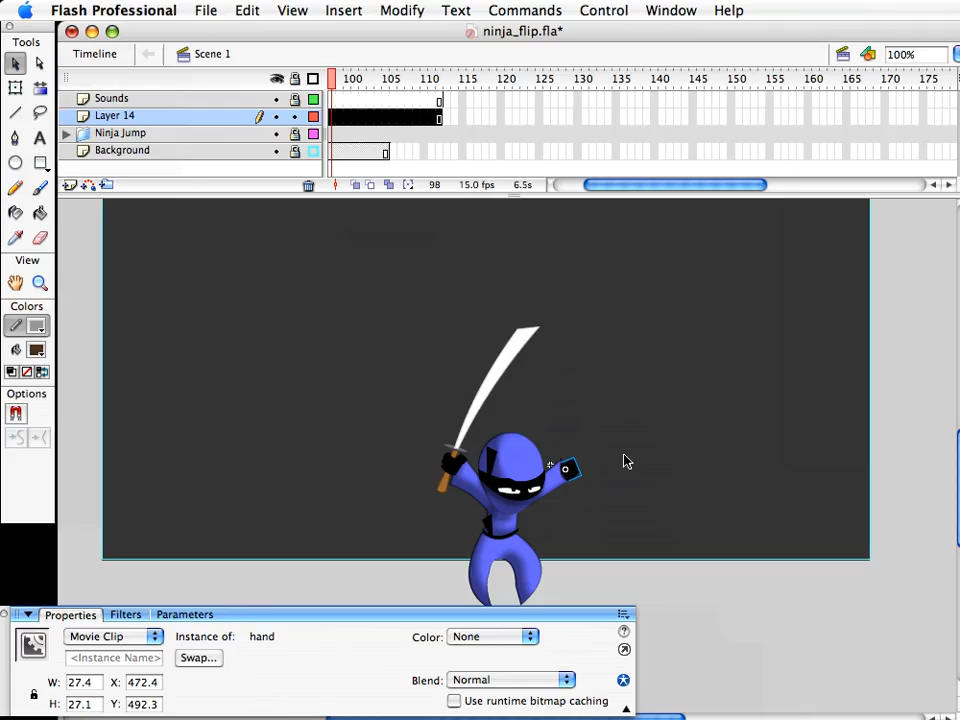 Flash Professional File Edit View Insert Modify Text Commands Control Window Help
ninja_flip.fla*
Tools
Timeline Scene 1 100%
100 105 110 115 120 125 130 135 140 145 150 155 160 165 170 175
Sounds
Layer 14
Ninja Jump
Background
98 15.0 fps 6.5s
View
Colors
Options
Properties Filters Parameters
Movie Clip Instance of: hand Color: None
<Instance Name> Swap...
W: 27.4 X: 472.4 Blend: Normal
H: 27.1 Y: 492.3 Use runtime bitmap caching